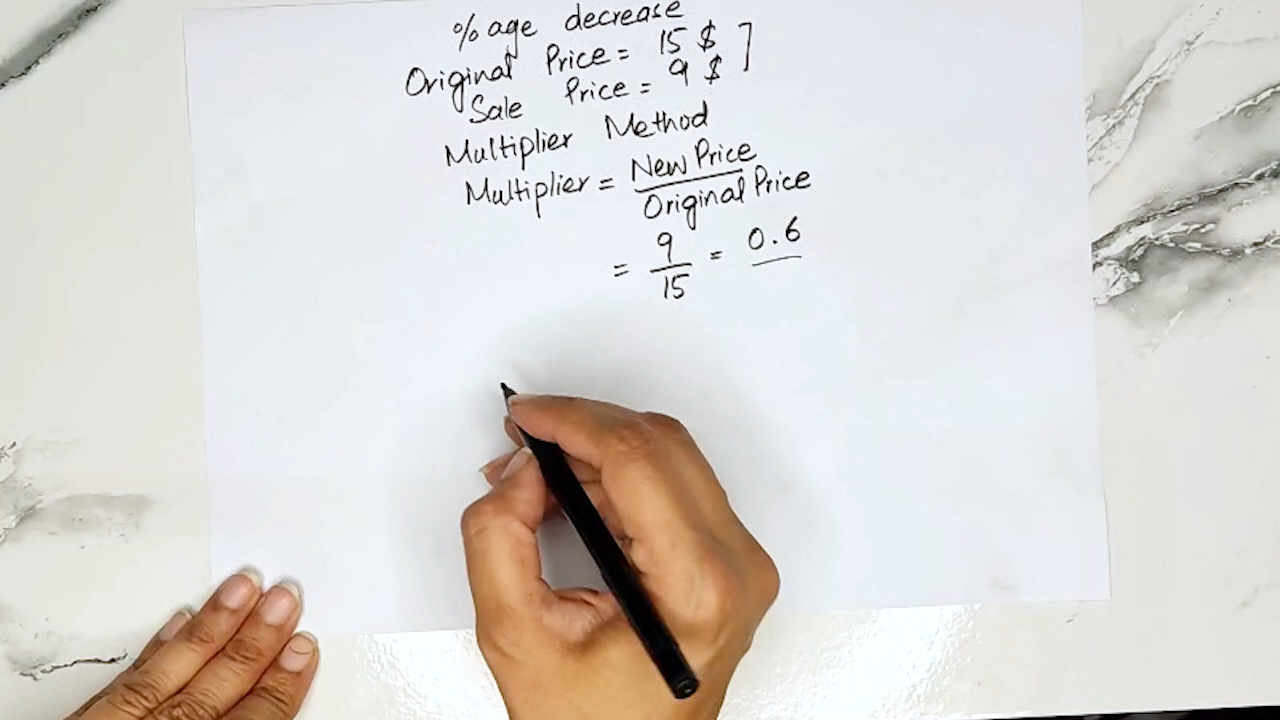 %age decrease
Original Price = 15 $ ]
Sale Price = 9 $
Multiplier Method
Multiplier = New Price
Original Price
= 9 = 0.6
15